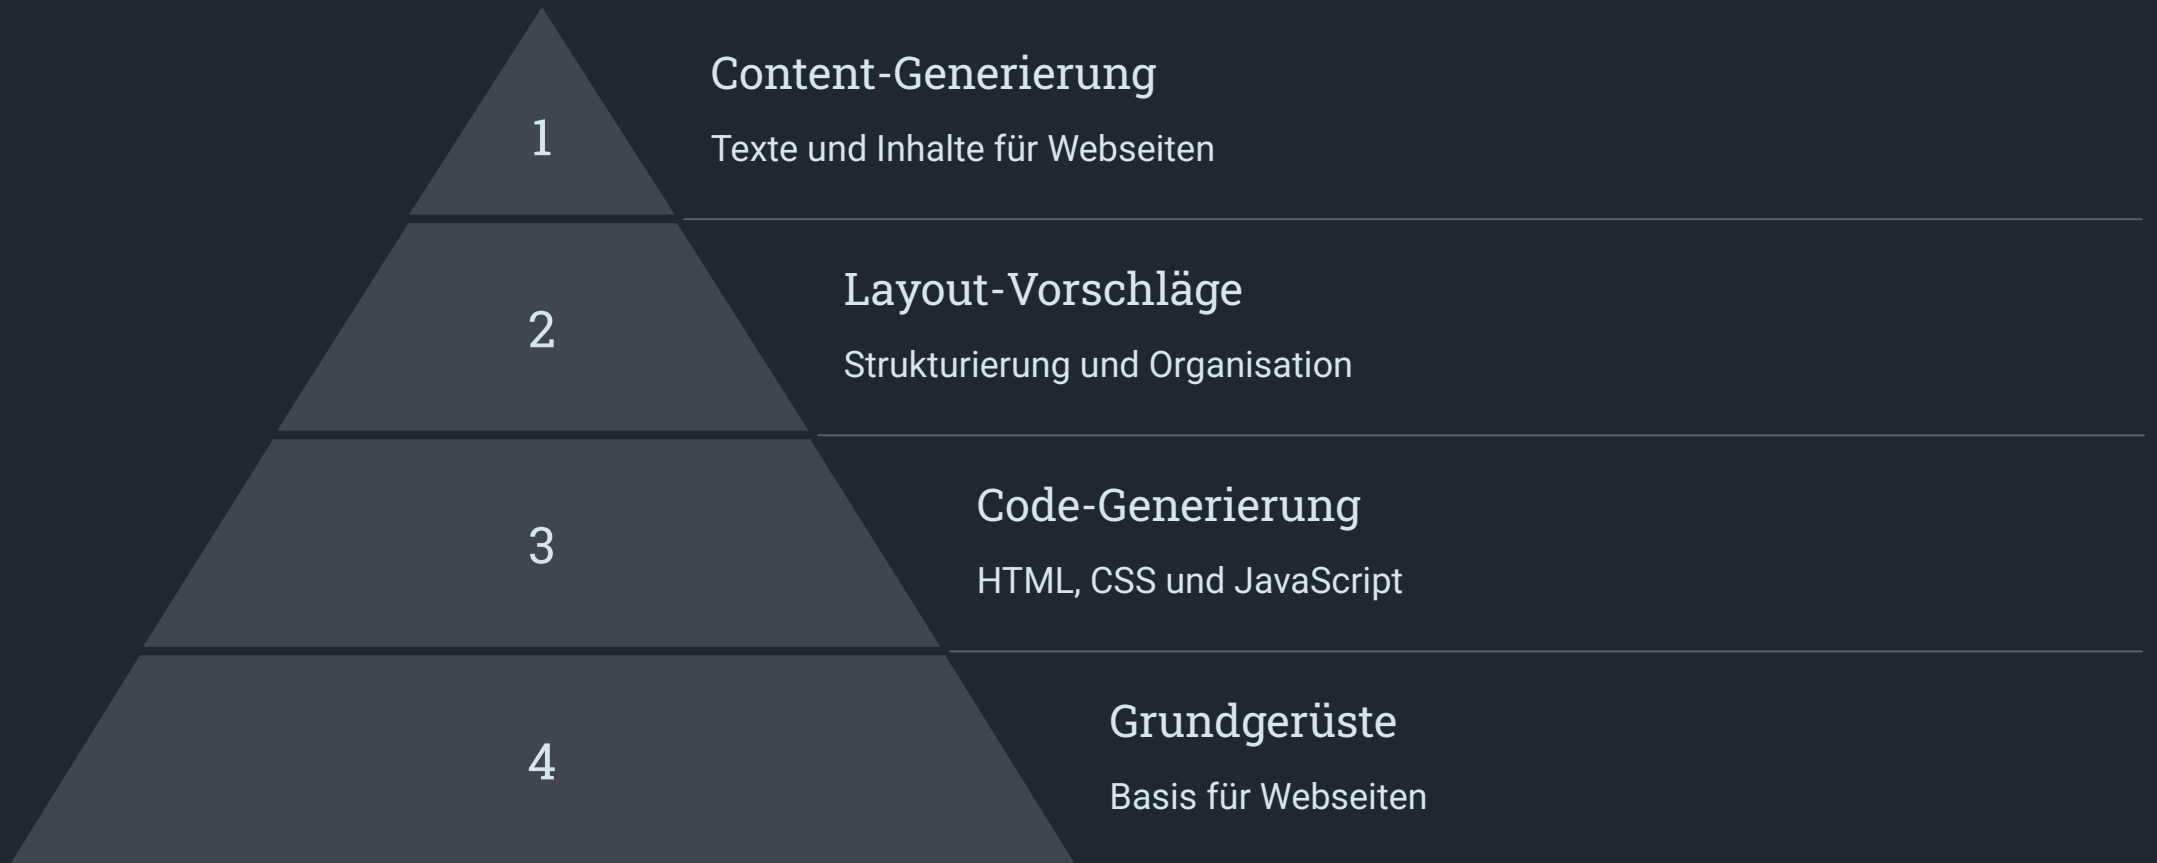 1
Content-Generierung
Texte und Inhalte für Webseiten
2
Layout-Vorschläge
Strukturierung und Organisation
3
Code-Generierung
HTML, CSS und JavaScript
4
Grundgerüste
Basis für Webseiten